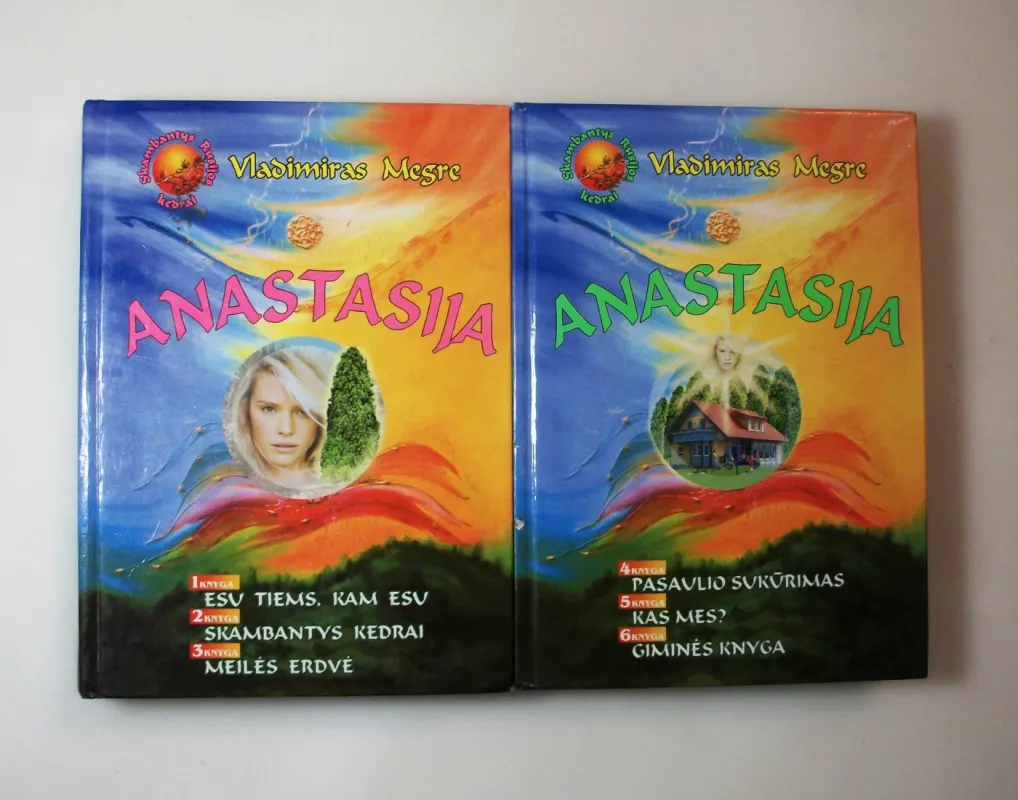 Skambantys Rusijos kedrai
Vladimiras Megre
ANASTASIJA
1 KNYGA
ESU TIEMS, KAM ESU
2 KNYGA
SKAMBANTYS KEDRAI
3 KNYGA
MEILĖS ERDVĖ
Skambantys Rusijos kedrai
Vladimiras Megre
ANASTASIJA
4 KNYGA
PASAULIO SUKŪRIMAS
5 KNYGA
KAS MES?
6 KNYGA
GIMINĖS KNYGA